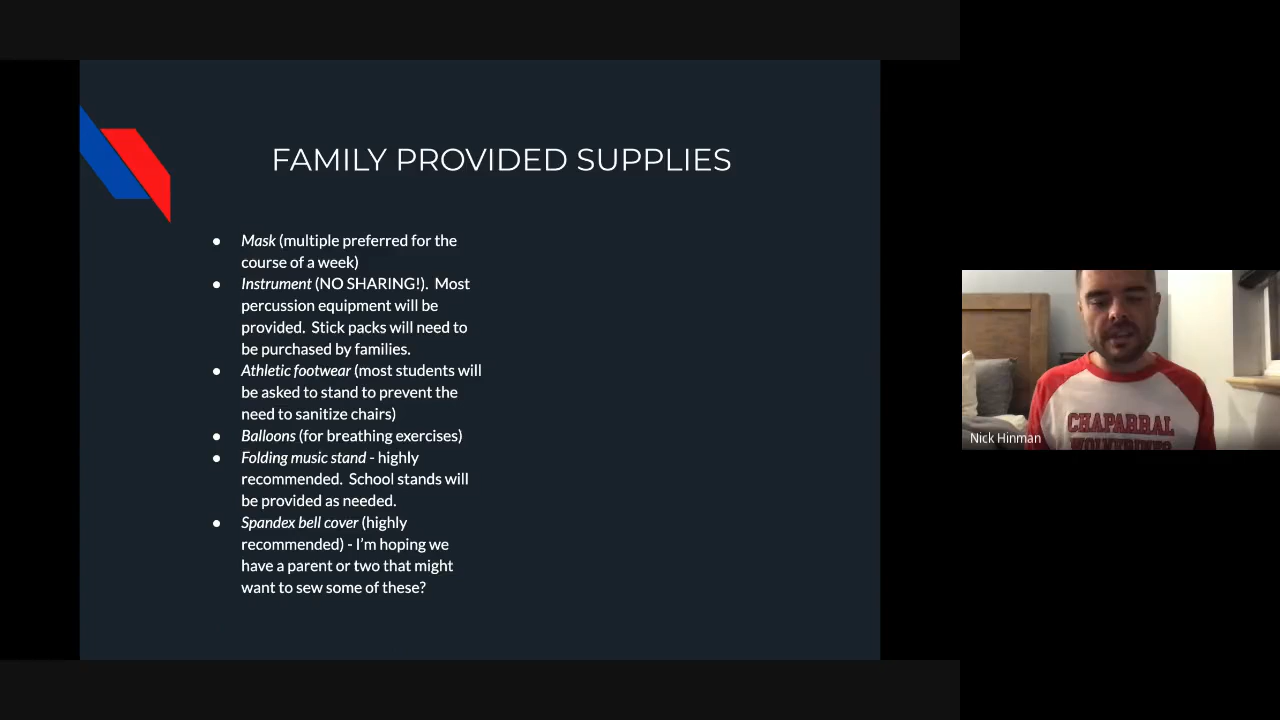 FAMILY PROVIDED SUPPLIES
● Mask (multiple preferred for the
course of a week)
● Instrument (NO SHARING!).  Most
percussion equipment will be
provided.  Stick packs will need to
be purchased by families.
● Athletic footwear (most students will
be asked to stand to prevent the
need to sanitize chairs)
● Balloons (for breathing exercises)
● Folding music stand - highly
recommended.  School stands will
be provided as needed.
● Spandex bell cover (highly
recommended) - I'm hoping we
have a parent or two that might
want to sew some of these?
CHAPARRAL
WOLVERINES
Nick Hinman